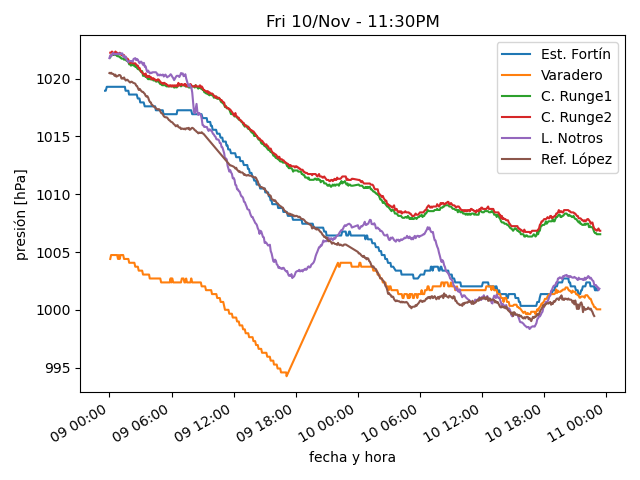 Fri 10/Nov - 11:30PM
Est. Fortín
Varadero
C. Runge1
C. Runge2
L. Notros
Ref. López
presión [hPa]
1020
1015
1010
1005
1000
995
09 00:00
09 06:00
09 12:00
09 18:00
10 00:00
10 06:00
10 12:00
10 18:00
11 00:00
fecha y hora